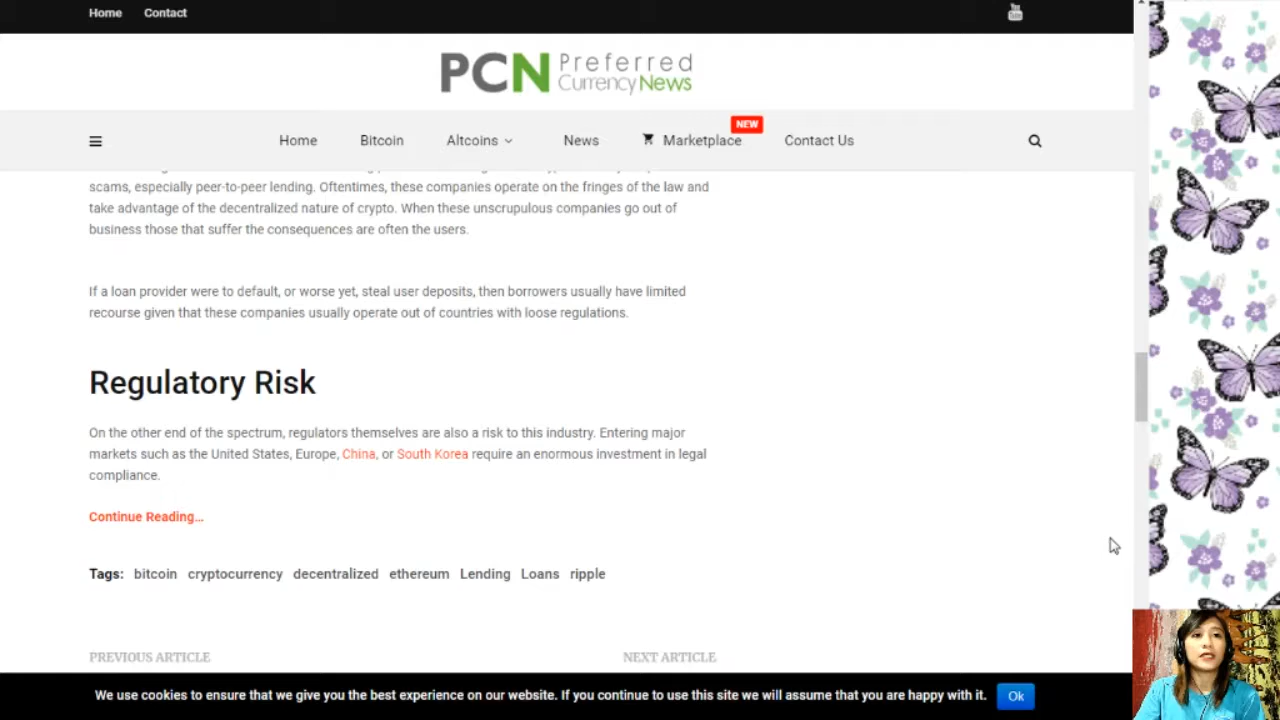 Home Contact
You Tube
PCN Preferred
Currency News
Home Bitcoin Altcoins News Marketplace NEW Contact Us
scams, especially peer-to-peer lending. Oftentimes, these companies operate on the fringes of the law and
take advantage of the decentralized nature of crypto. When these unscrupulous companies go out of
business those that suffer the consequences are often the users.
If a loan provider were to default, or worse yet, steal user deposits, then borrowers usually have limited
recourse given that these companies usually operate out of countries with loose regulations.
Regulatory Risk
On the other end of the spectrum, regulators themselves are also a risk to this industry. Entering major
markets such as the United States, Europe, China, or South Korea require an enormous investment in legal
compliance.
Continue Reading...
Tags: bitcoin cryptocurrency decentralized ethereum Lending Loans ripple
PREVIOUS ARTICLE NEXT ARTICLE
We use cookies to ensure that we give you the best experience on our website. If you continue to use this site we will assume that you are happy with it. Ok